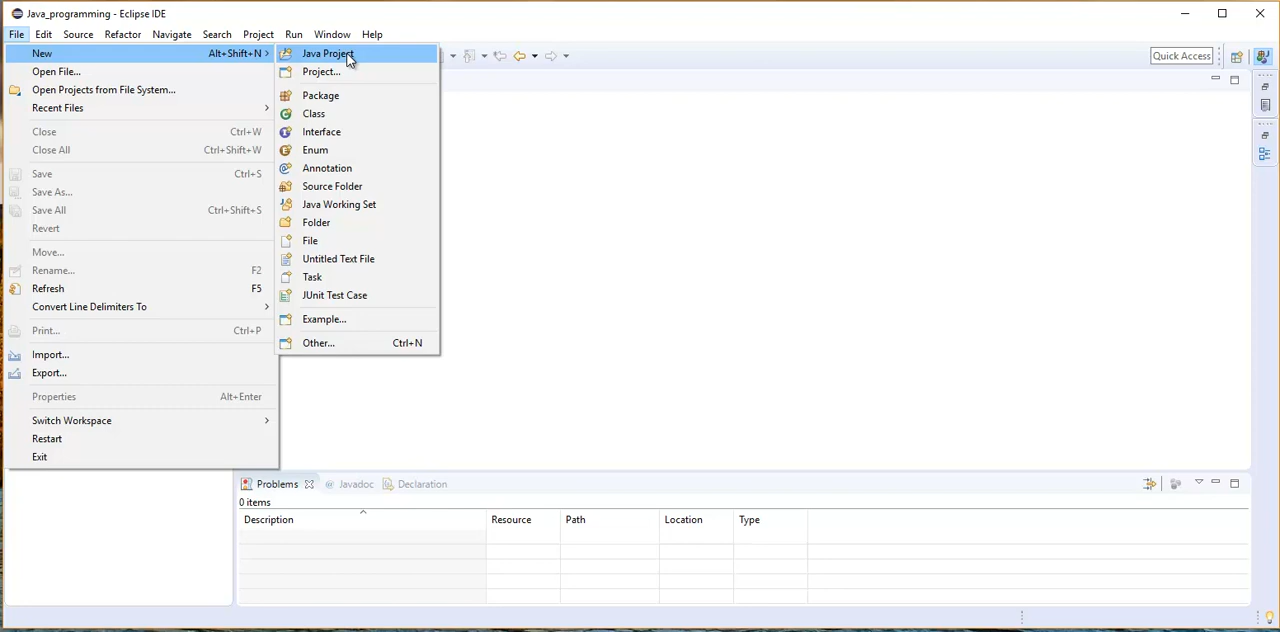 Java_programming - Eclipse IDE
File Edit Source Refactor Navigate Search Project Run Window Help
New Alt+Shift+N
Open File...
Open Projects from File System...
Recent Files
Close Ctrl+W
Close All Ctrl+Shift+W
Save Ctrl+S
Save As...
Save All Ctrl+Shift+S
Revert
Move...
Rename... F2
Refresh F5
Convert Line Delimiters To
Print... Ctrl+P
Import...
Export...
Properties Alt+Enter
Switch Workspace
Restart
Exit
Java Project
Project...
Package
Class
Interface
Enum
Annotation
Source Folder
Java Working Set
Folder
File
Untitled Text File
Task
JUnit Test Case
Example...
Other... Ctrl+N
Quick Access
Problems Javadoc Declaration
0 items
Description Resource Path Location Type